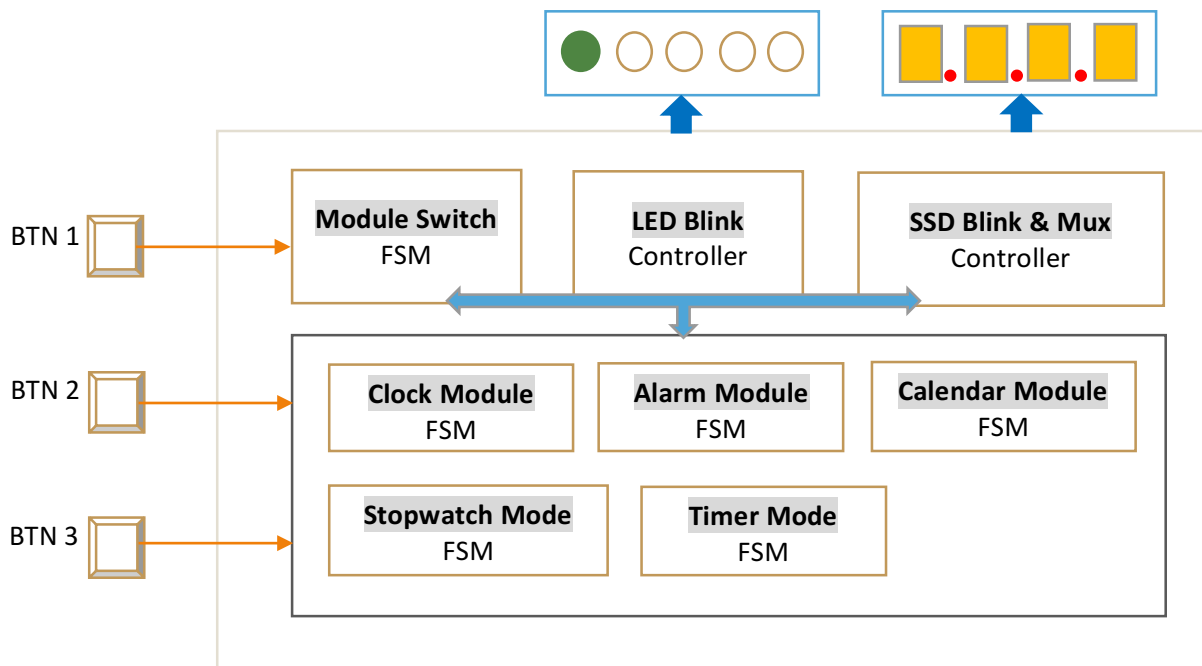 BTN 1
Module Switch
FSM
LED Blink
Controller
SSD Blink & Mux
Controller
BTN 2
Clock Module
FSM
Alarm Module
FSM
Calendar Module
FSM
BTN 3
Stopwatch Mode
FSM
Timer Mode
FSM